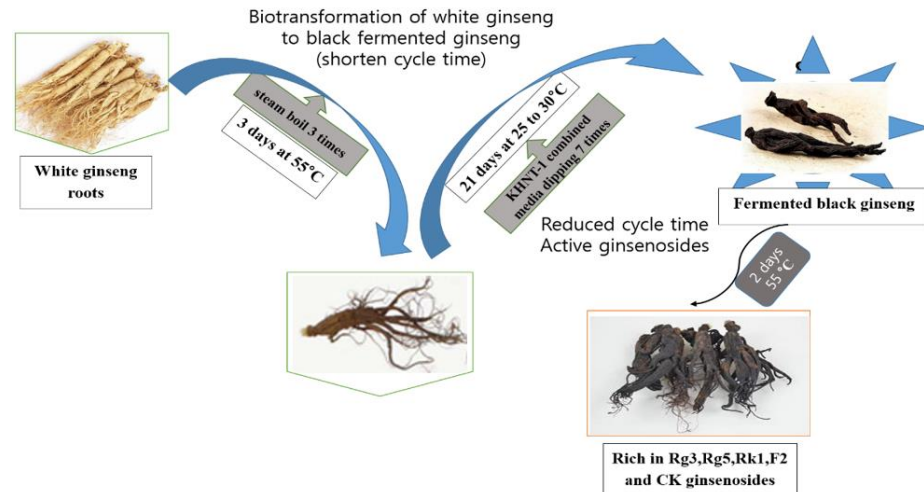 Biotransformation of white ginseng
to black fermented ginseng
(shorten cycle time)
steam boil 3 times
3 days at 55°C
White ginseng
roots
21 days at 25 to 30°C
KHNT-1 combined
media dipping 7 times
Reduced cycle time
Active ginsenosides
Fermented black ginseng
2 days
55 °C
Rich in Rg3,Rg5,Rk1,F2
and CK ginsenosides